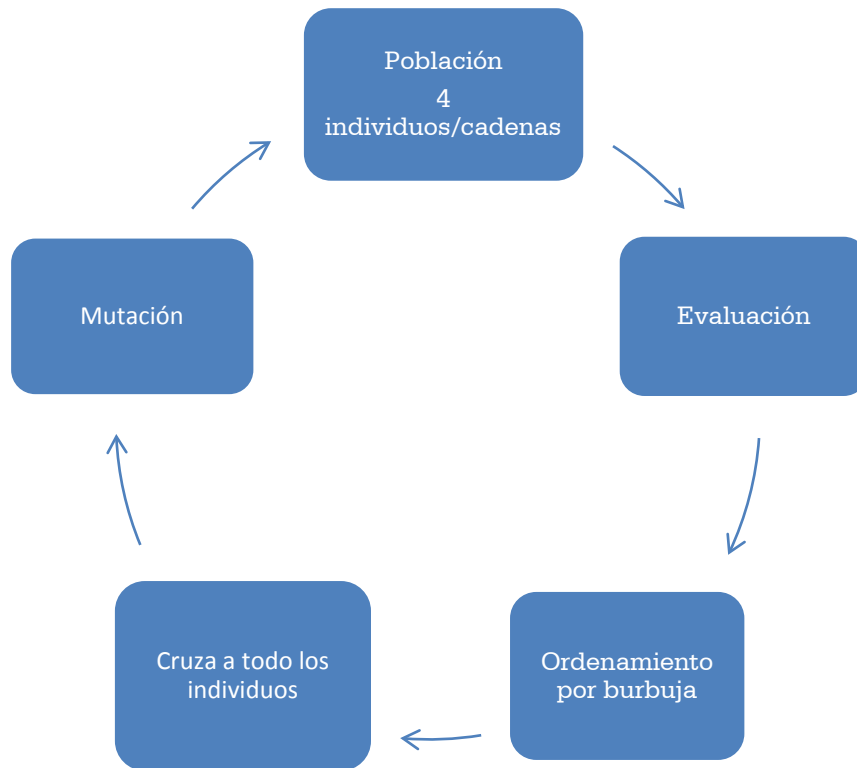 Población
4
individuos/cadenas
Evaluación
Ordenamiento
por burbuja
Cruza a todo los
individuos
Mutación